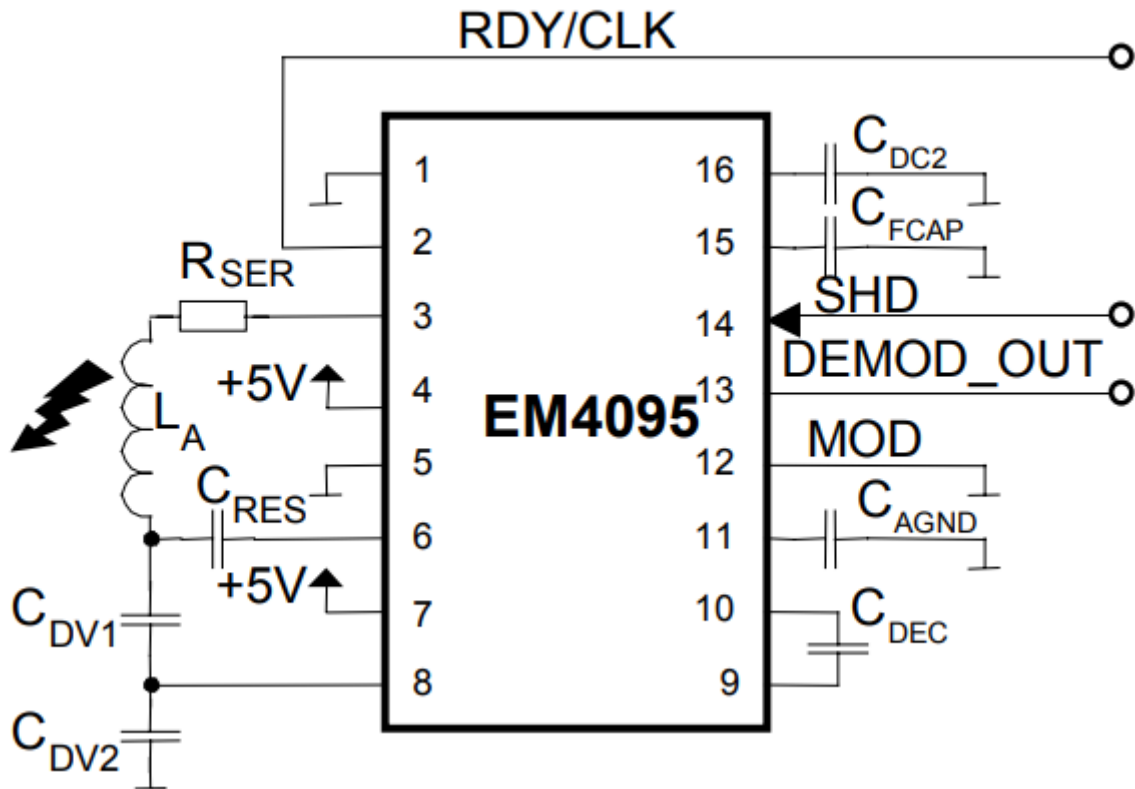 RDY/CLK
1
2
R_SER
3
+5V
4
L_A
5
C_RES
6
+5V
7
C_DV1
8
C_DV2
EM4095
16
C_DC2
15
C_FCAP
14
SHD
13
DEMOD_OUT
12
MOD
11
C_AGND
10
C_DEC
9